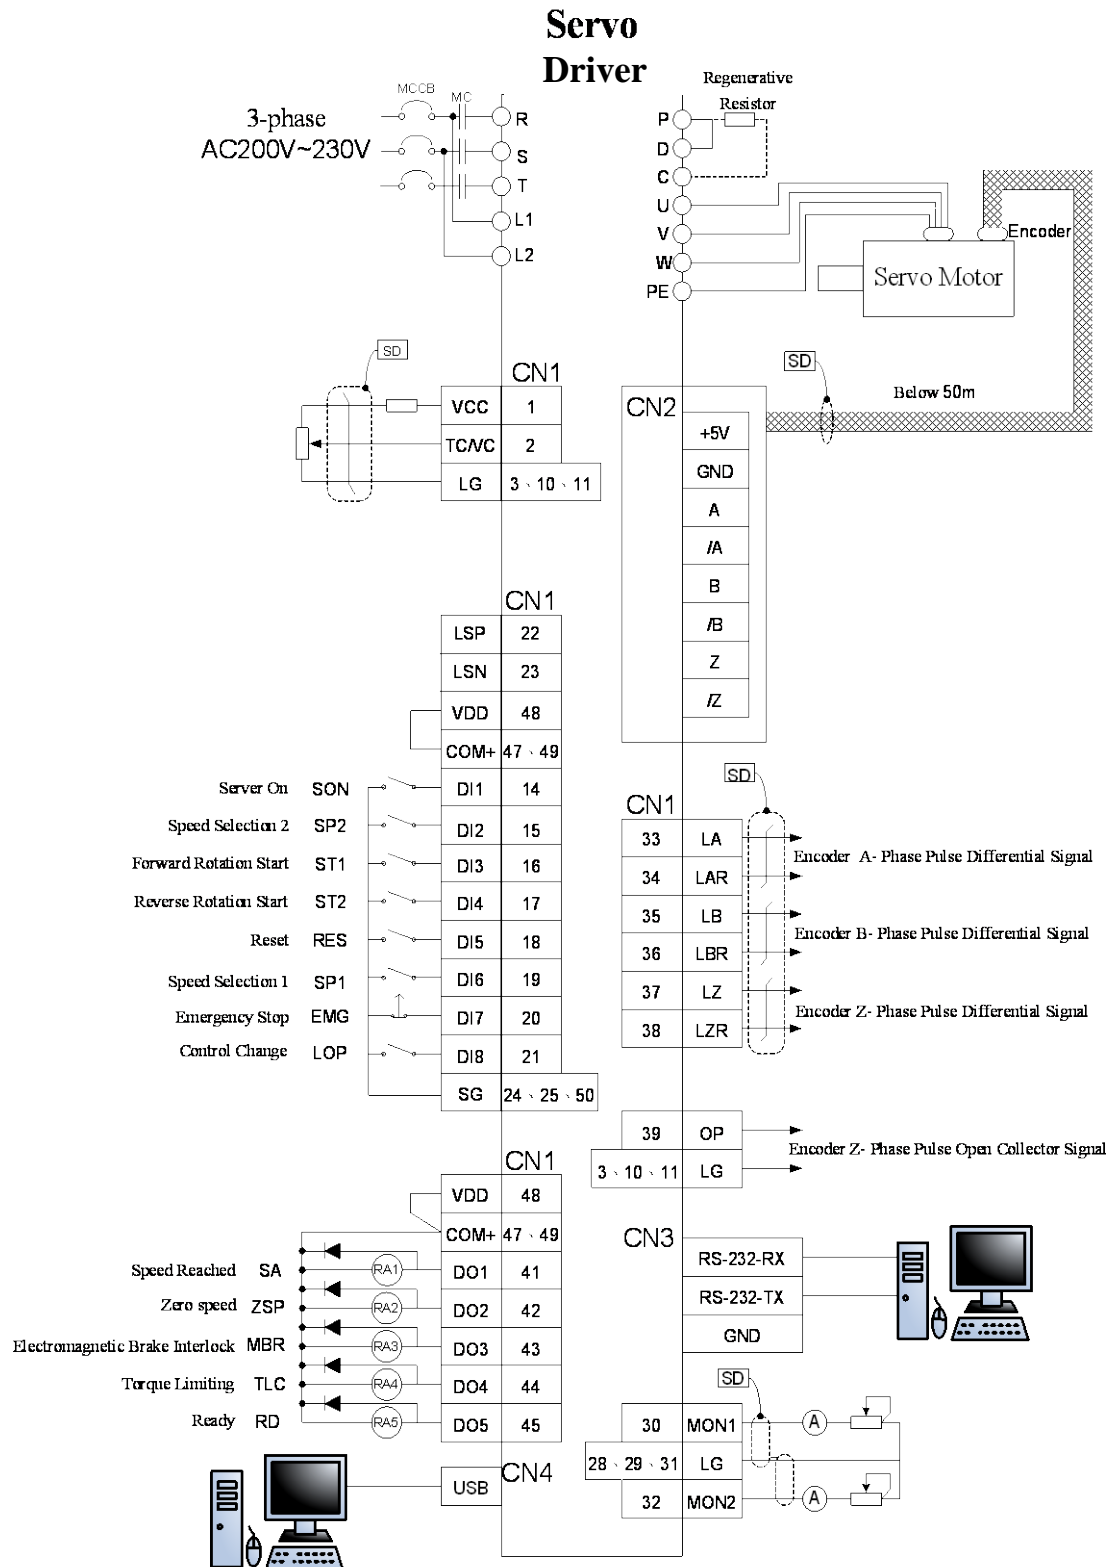 Servo
Driver
MCCB
MC
3-phase
AC200V~230V
R
S
T
L1
L2
Regenerative
Resistor
P
D
C
U
V
W
PE
Encoder
Servo Motor
SD
CN1
VCC 1
TC/VC 2
LG 3、10、11
SD
Below 50m
CN2
+5V
GND
A
/A
B
/B
Z
/Z
CN1
LSP 22
LSN 23
VDD 48
COM+ 47、49
Server On SON DI1 14
Speed Selection 2 SP2 DI2 15
Forward Rotation Start ST1 DI3 16
Reverse Rotation Start ST2 DI4 17
Reset RES DI5 18
Speed Selection 1 SP1 DI6 19
Emergency Stop EMG DI7 20
Control Change LOP DI8 21
SG 24、25、50
SD
CN1
33 LA
Encoder A- Phase Pulse Differential Signal
34 LAR
35 LB
Encoder B- Phase Pulse Differential Signal
36 LBR
37 LZ
Encoder Z- Phase Pulse Differential Signal
38 LZR
39 OP
Encoder Z- Phase Pulse Open Collector Signal
3、10、11 LG
CN1
VDD 48
COM+ 47、49
Speed Reached SA RA1 DO1 41
Zero speed ZSP RA2 DO2 42
Electromagnetic Brake Interlock MBR RA3 DO3 43
Torque Limiting TLC RA4 DO4 44
Ready RD RA5 DO5 45
CN3
RS-232-RX
RS-232-TX
GND
SD
30 MON1 A
28、29、31 LG
32 MON2 A
CN4
USB